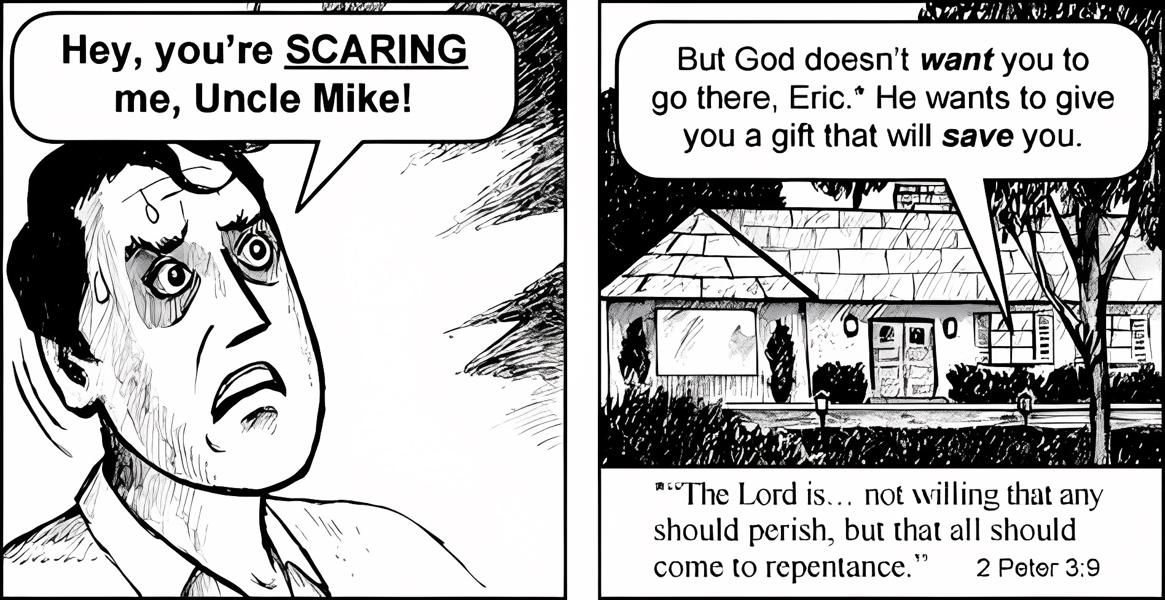 Hey, you're SCARING
me, Uncle Mike!
But God doesn't want you to
go there, Eric.* He wants to give
you a gift that will save you.
*“The Lord is... not willing that any
should perish, but that all should
come to repentance.” 2 Peter 3:9